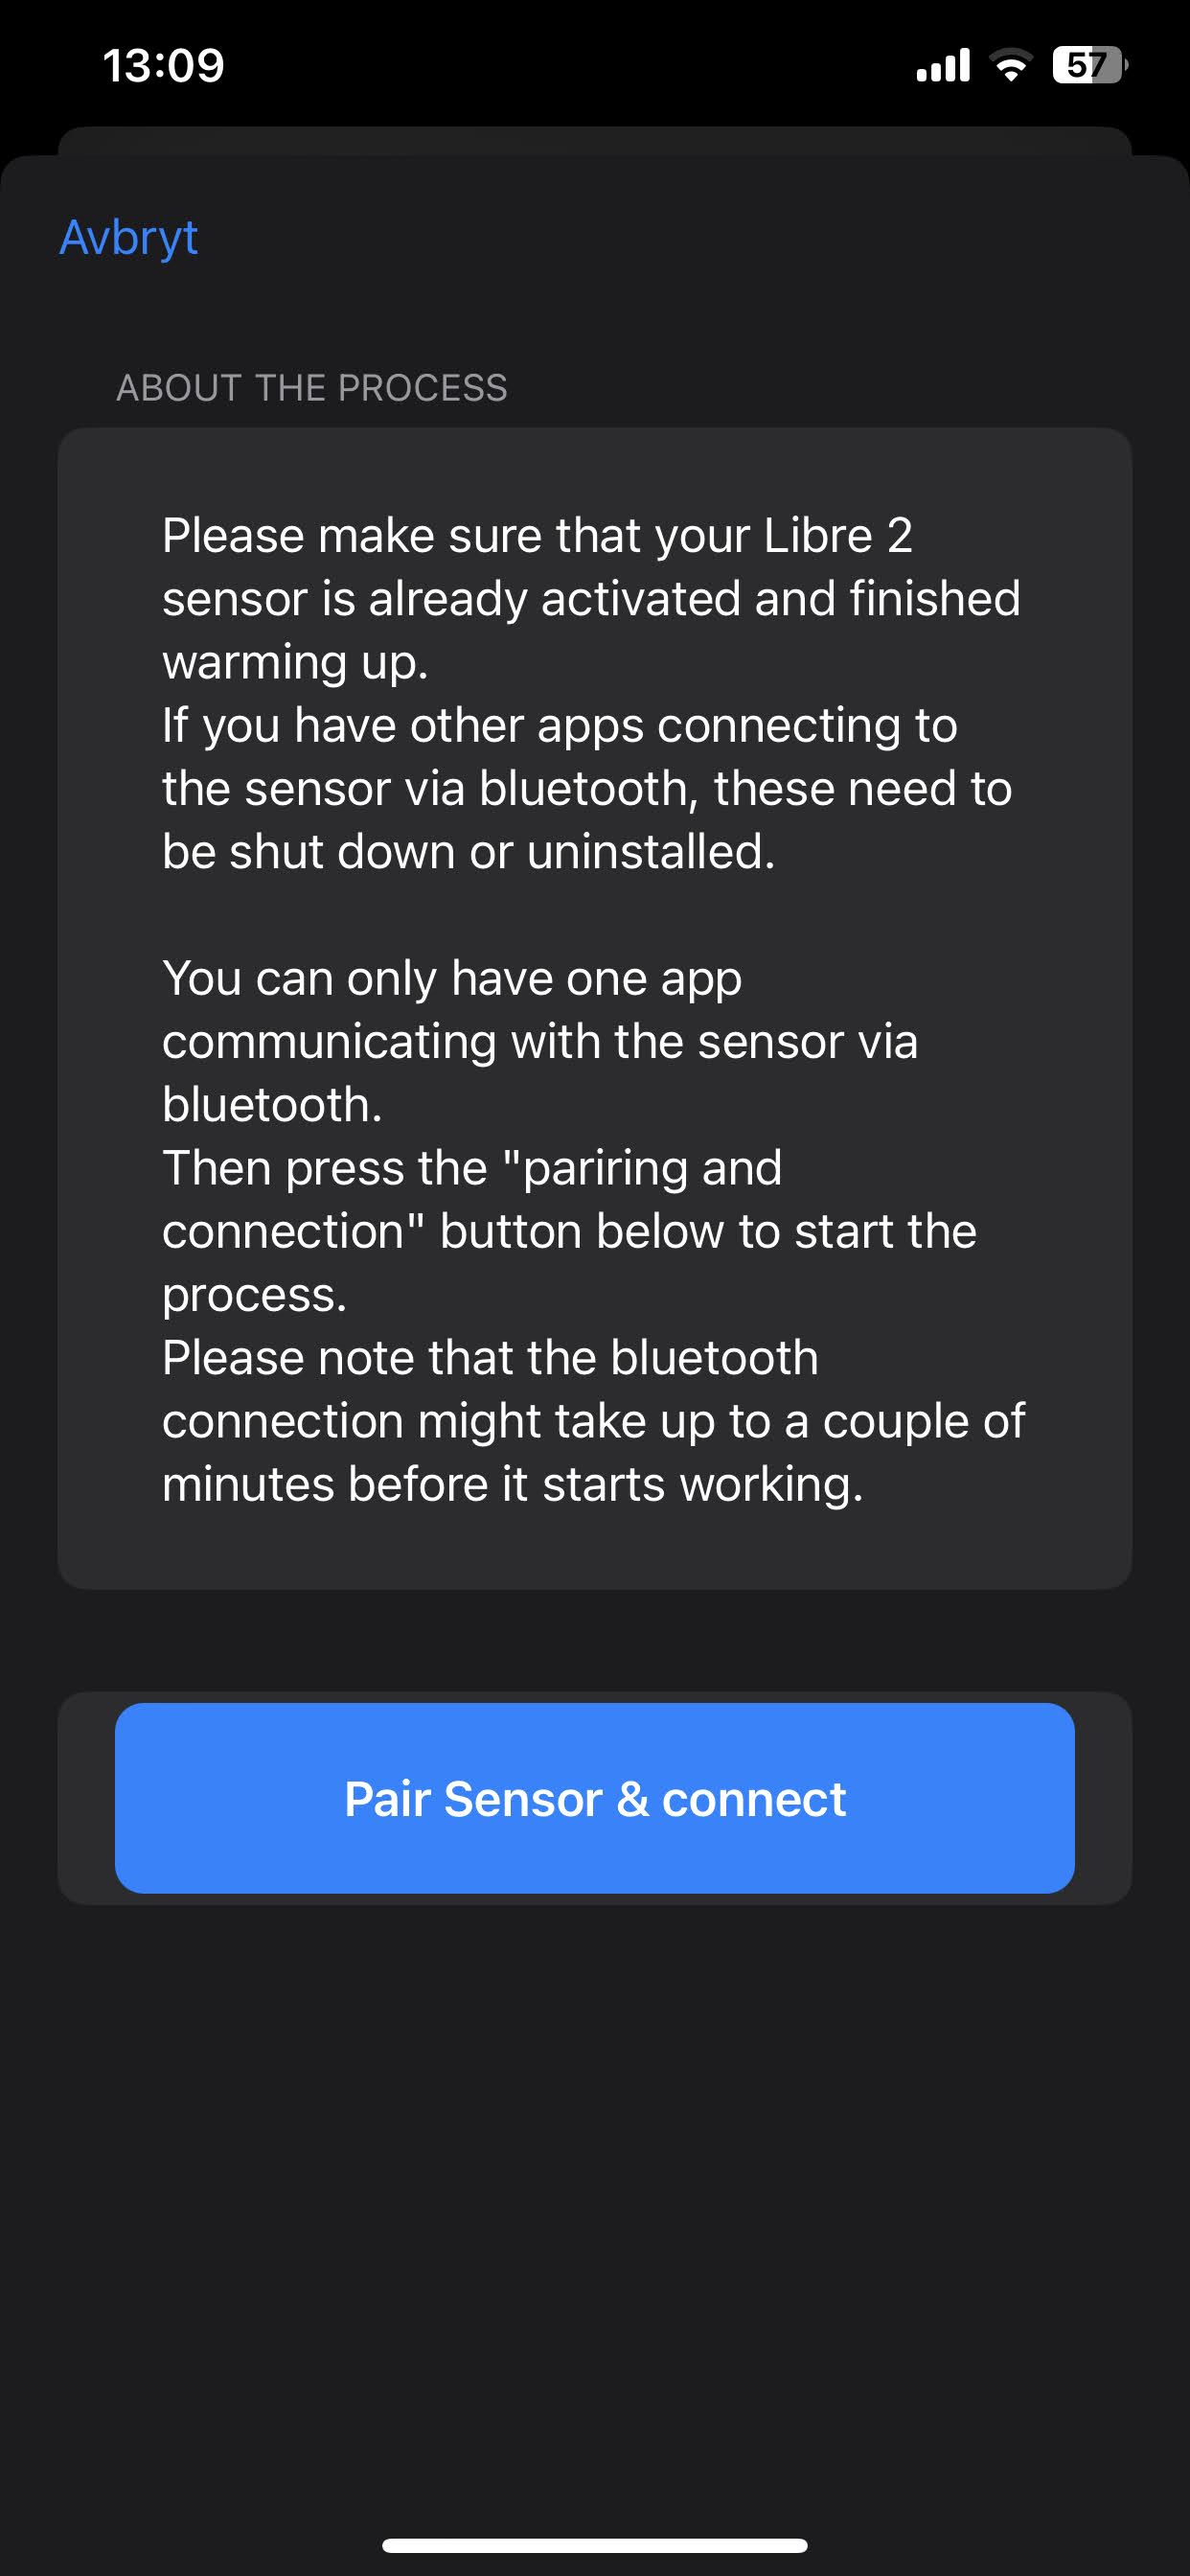 13:09
57
Avbryt
ABOUT THE PROCESS
Please make sure that your Libre 2
sensor is already activated and finished
warming up.
If you have other apps connecting to
the sensor via bluetooth, these need to
be shut down or uninstalled.
You can only have one app
communicating with the sensor via
bluetooth.
Then press the "pariring and
connection" button below to start the
process.
Please note that the bluetooth
connection might take up to a couple of
minutes before it starts working.
Pair Sensor & connect